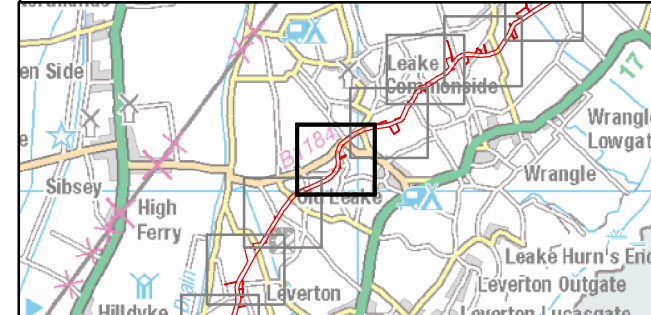 en Side
Leake
Commonside
17
B1184
Wrangle
Lowgat
Wrangle
Sibsey
High
Ferry
Old Leake
Leake Hurn's End
Leverton Outgate
Leverton
Leverton Lucasgate
Drain
Hilldyke